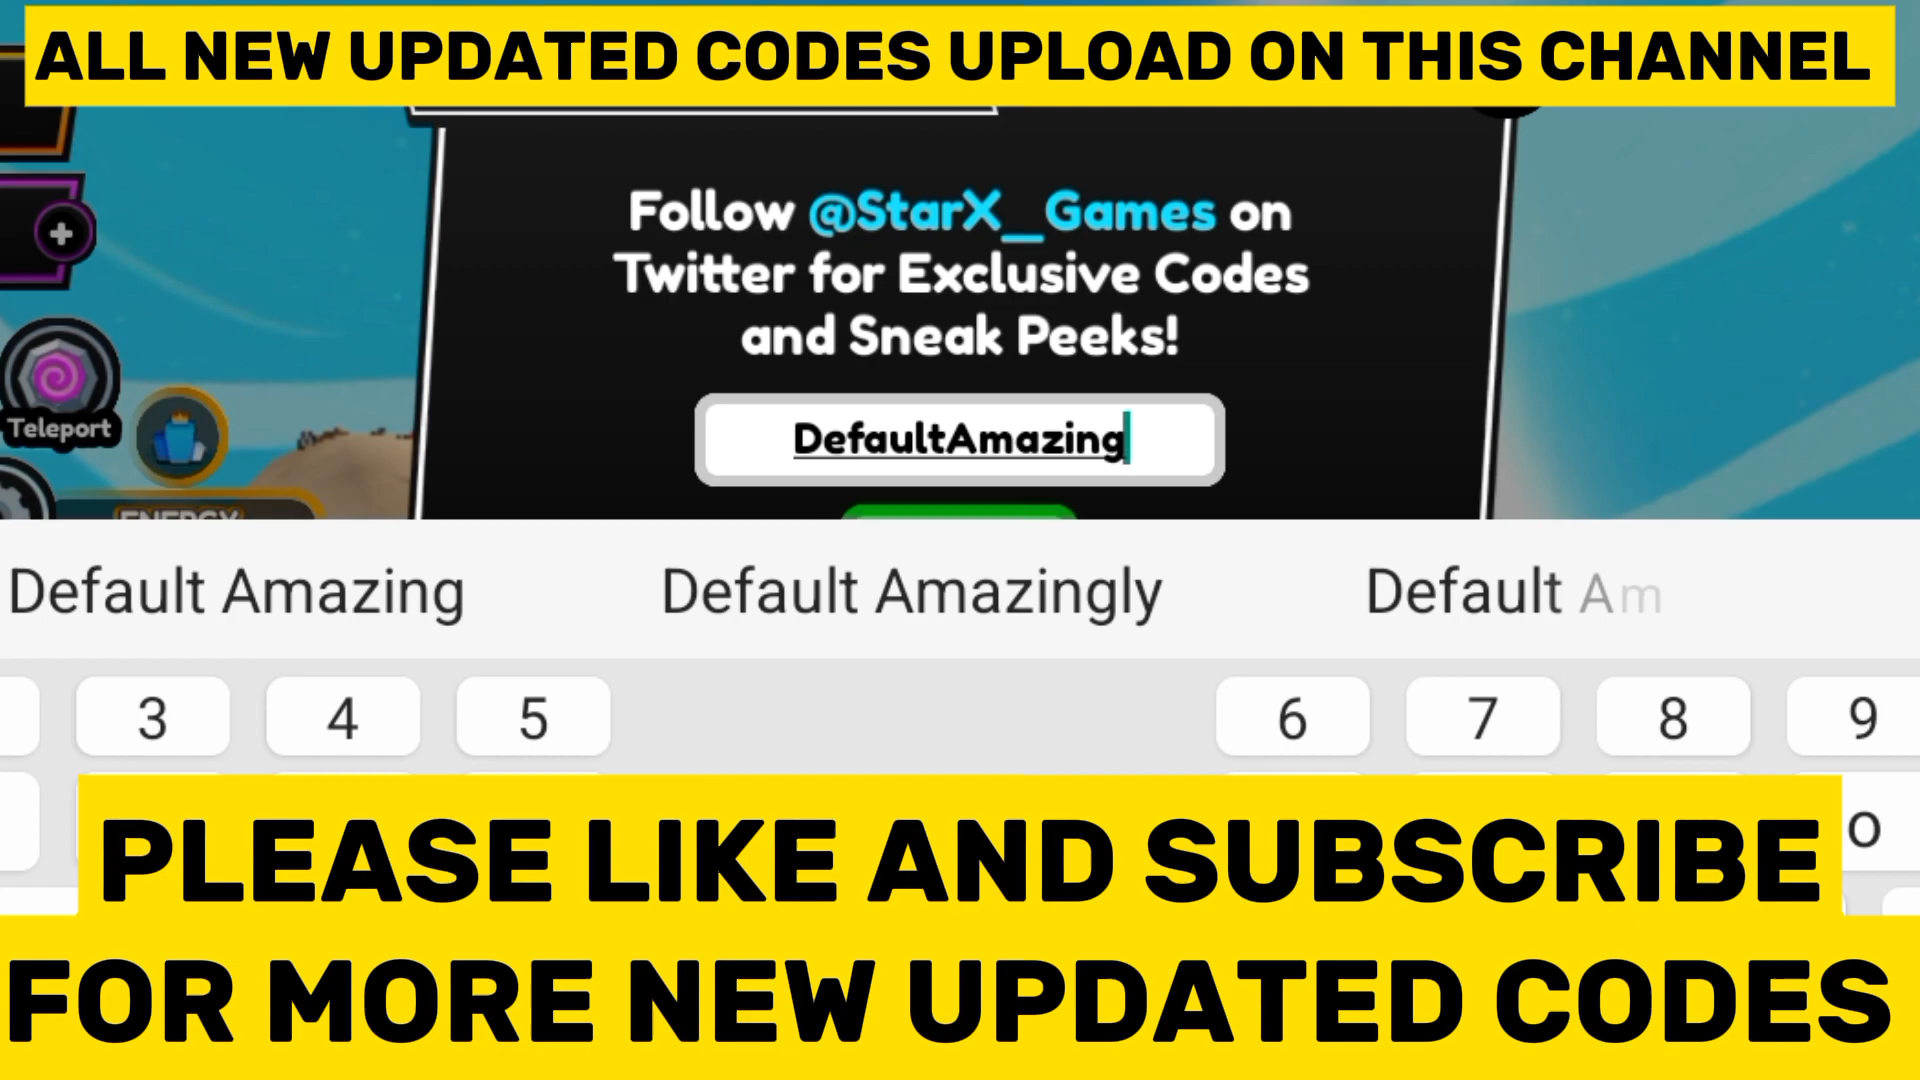 ALL NEW UPDATED CODES UPLOAD ON THIS CHANNEL
Follow @StarX_Games on
Twitter for Exclusive Codes
and Sneak Peeks!
DefaultAmazing
Teleport
ENERGY
Default Amazing Default Amazingly Default Am
3 4 5 6 7 8 9
o
PLEASE LIKE AND SUBSCRIBE
FOR MORE NEW UPDATED CODES